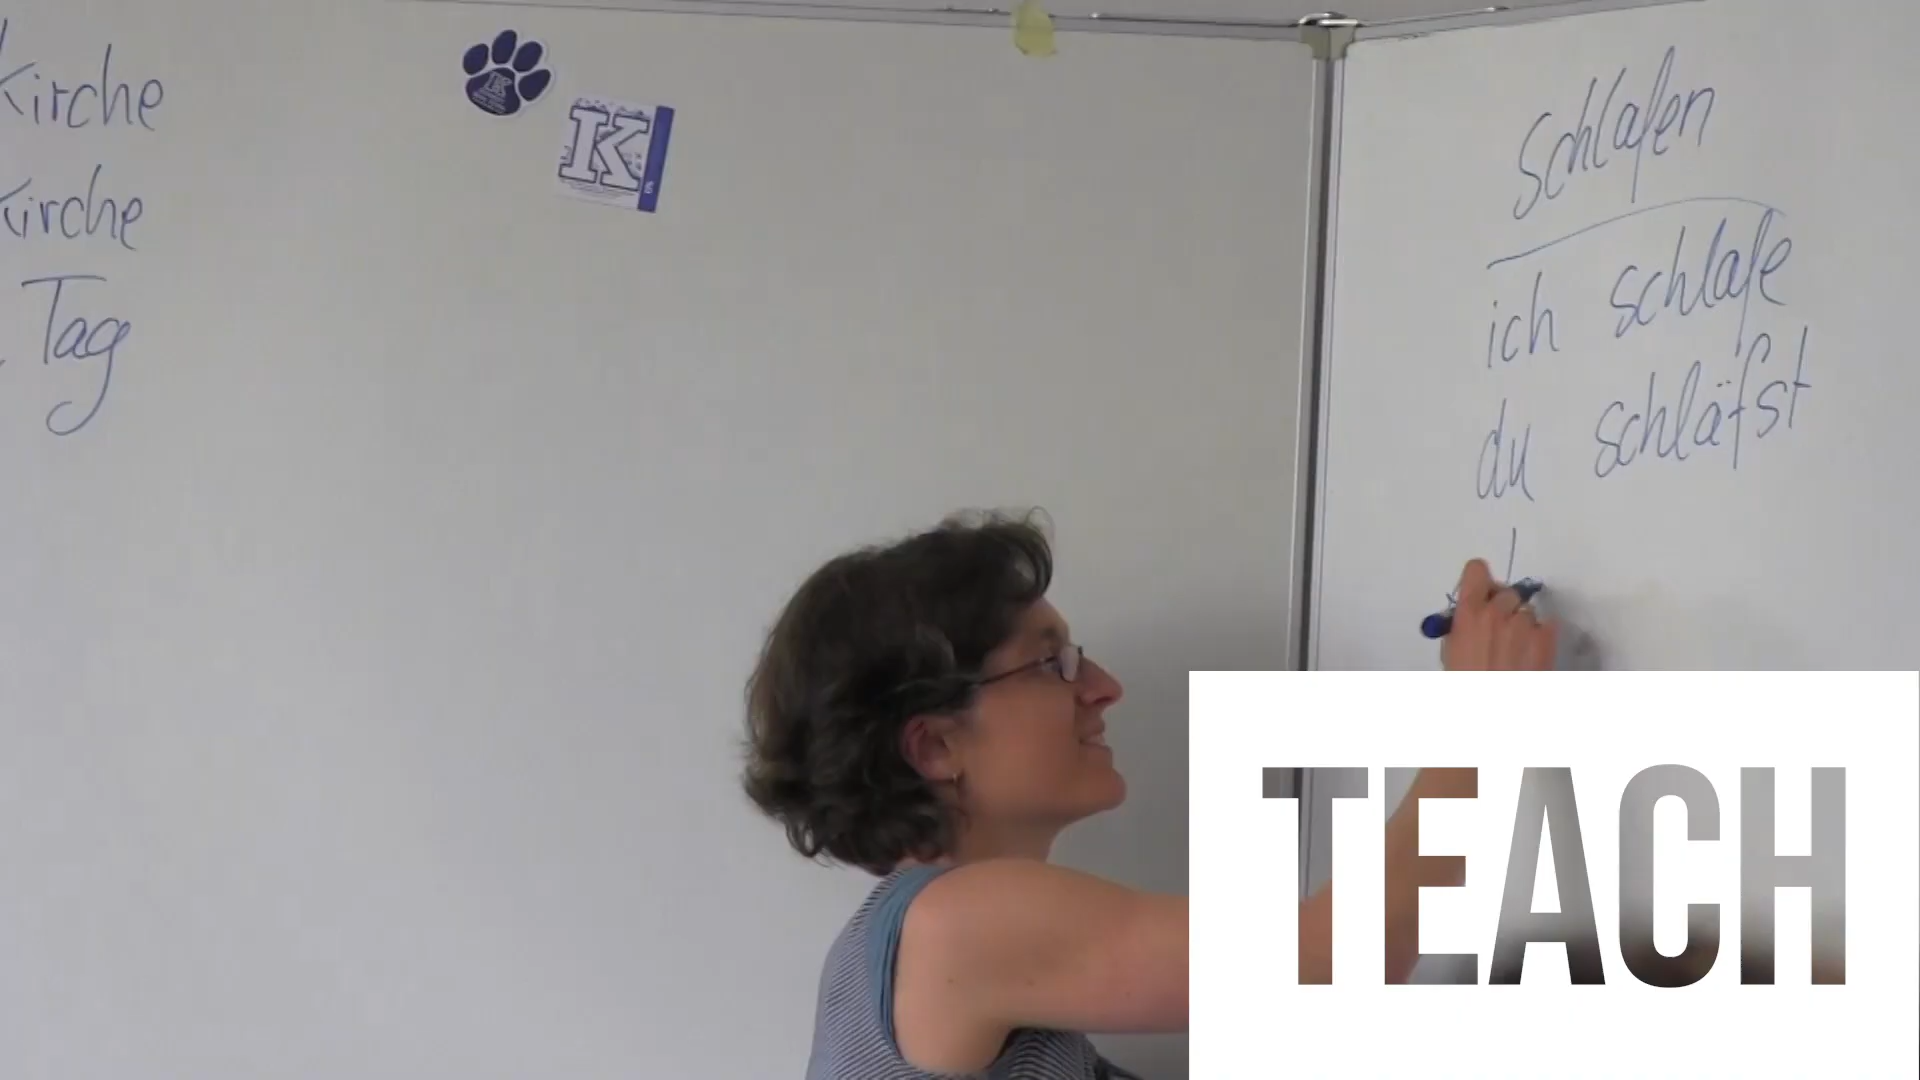 Kirche
Kirche
Tag
K
schlafen
ich schlafe
du schläfst
TEACH